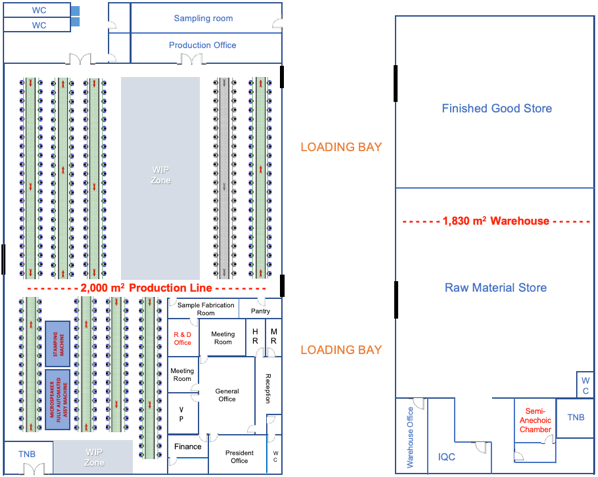 WC
WC
Sampling room
Production Office
WIP
Zone
LOADING BAY
2,000 m² Production Line
Sample Fabrication
Room
Pantry
STAMPING
MACHINE
R & D
Office
Meeting
Room
H
R
M
R
LOADING BAY
MICROSPEAKER
FULLY AUTOMATED
ASSY MACHINE
Meeting
Room
General
Office
Reception
V
P
Finance
President
Office
W
C
TNB
WIP
Zone
Finished Good Store
1,830 m² Warehouse
Raw Material Store
W
C
Warehouse Office
IQC
Semi-
Anechoic
Chamber
TNB